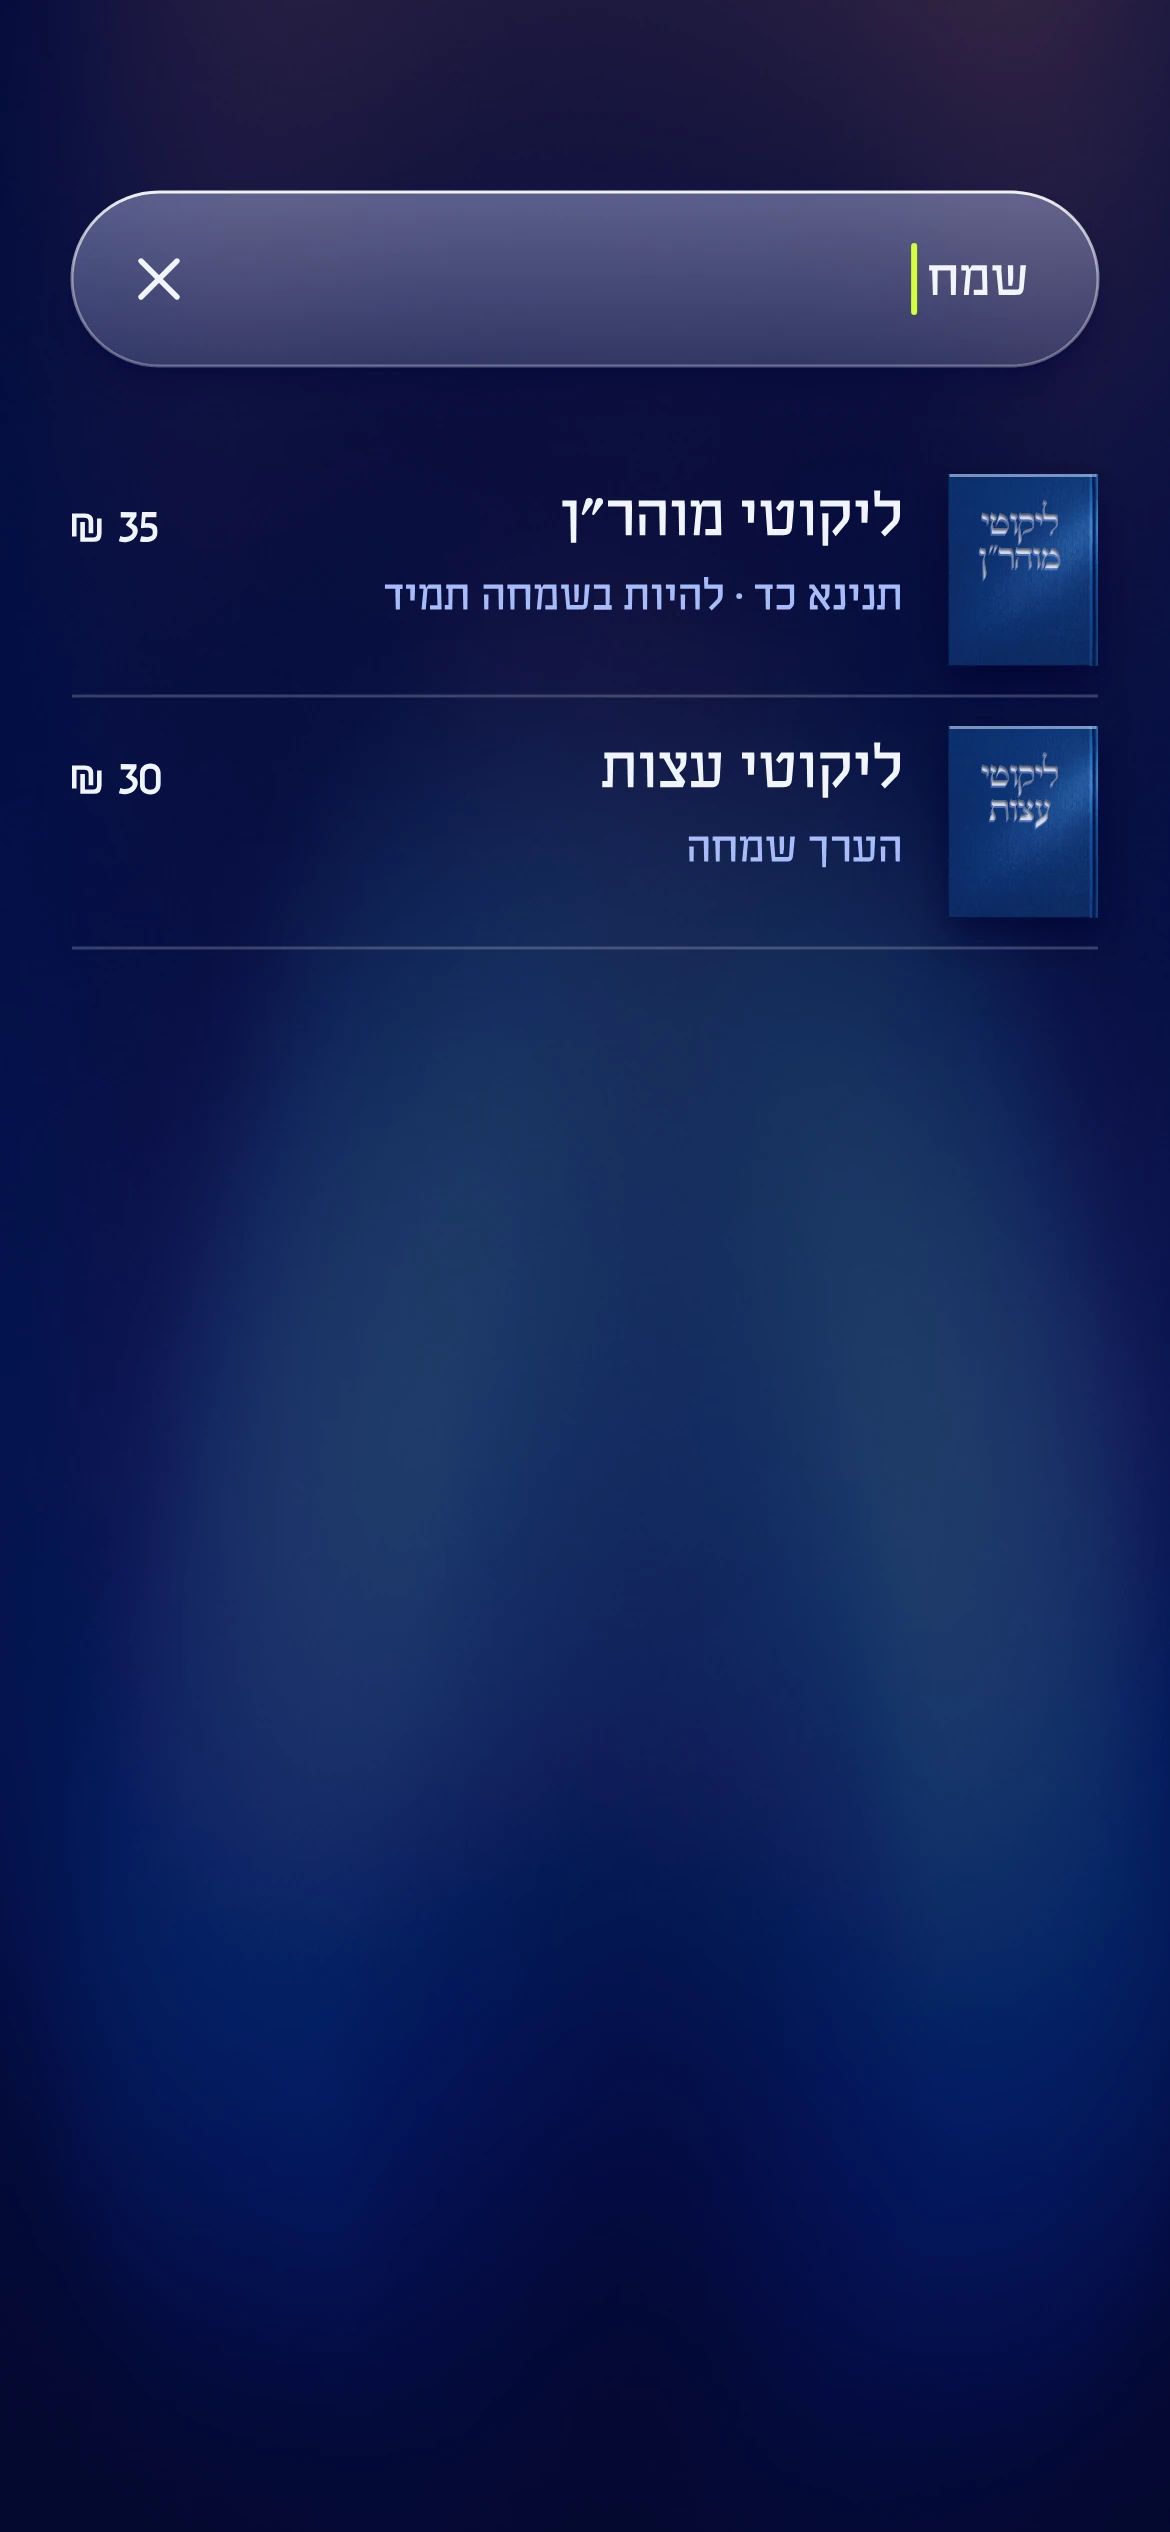 שמח
ליקוטי מוהר״ן
תנינא כד · להיות בשמחה תמיד
35 ₪
ליקוטי
מוהר״ן
ליקוטי עצות
הערך שמחה
30 ₪
ליקוטי
עצות